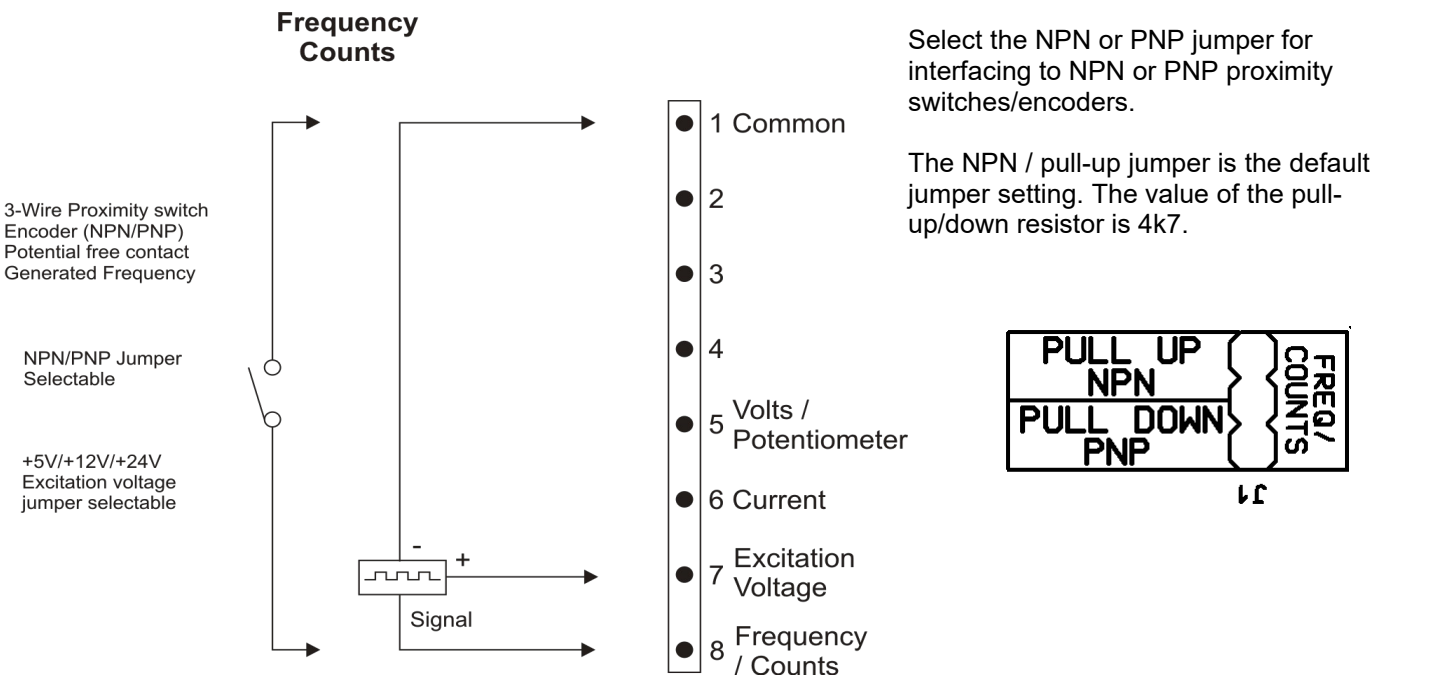 Frequency
Counts
3-Wire Proximity switch
Encoder (NPN/PNP)
Potential free contact
Generated Frequency
NPN/PNP Jumper
Selectable
+5V/+12V/+24V
Excitation voltage
jumper selectable
-
+
Signal
1 Common
2
3
4
5 Volts /
Potentiometer
6 Current
7 Excitation
Voltage
8 Frequency
/ Counts
Select the NPN or PNP jumper for
interfacing to NPN or PNP proximity
switches/encoders.
The NPN / pull-up jumper is the default
jumper setting. The value of the pull-
up/down resistor is 4k7.
PULL UP
NPN
PULL DOWN
PNP
FREQ/
COUNTS
J1